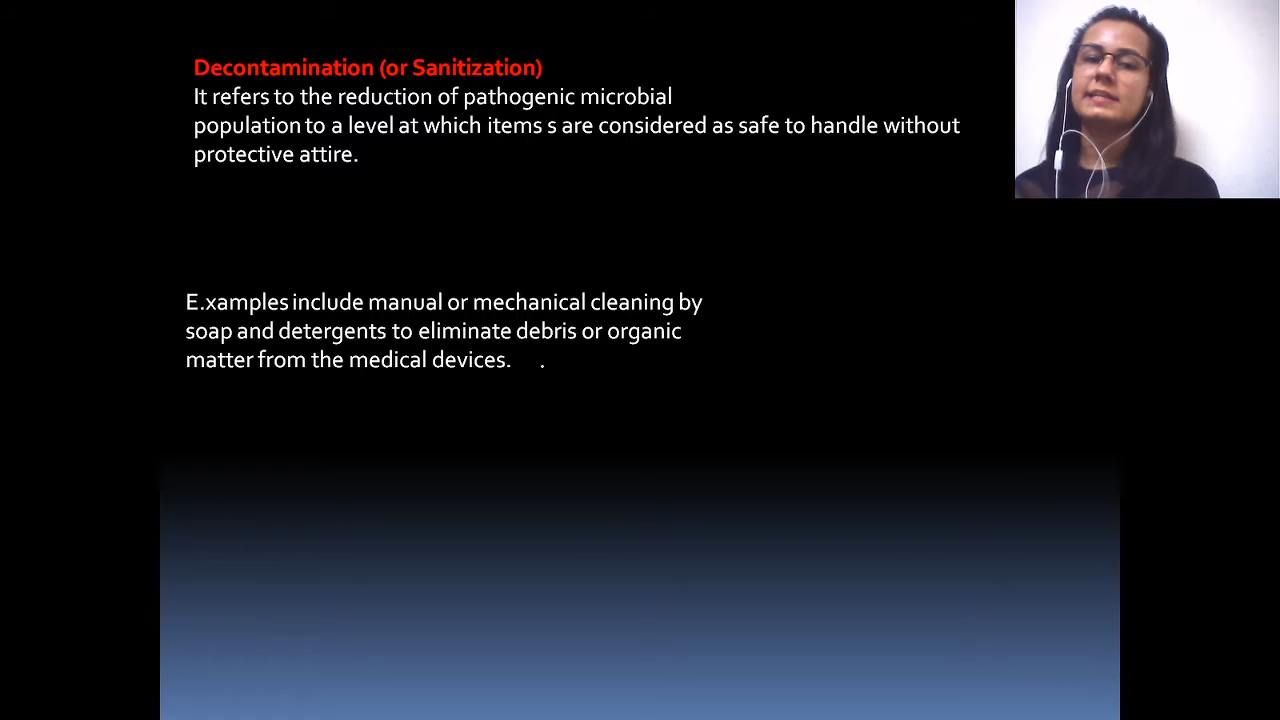 Decontamination (or Sanitization)
It refers to the reduction of pathogenic microbial
population to a level at which items s are considered as safe to handle without
protective attire.
E.xamples include manual or mechanical cleaning by
soap and detergents to eliminate debris or organic
matter from the medical devices. .